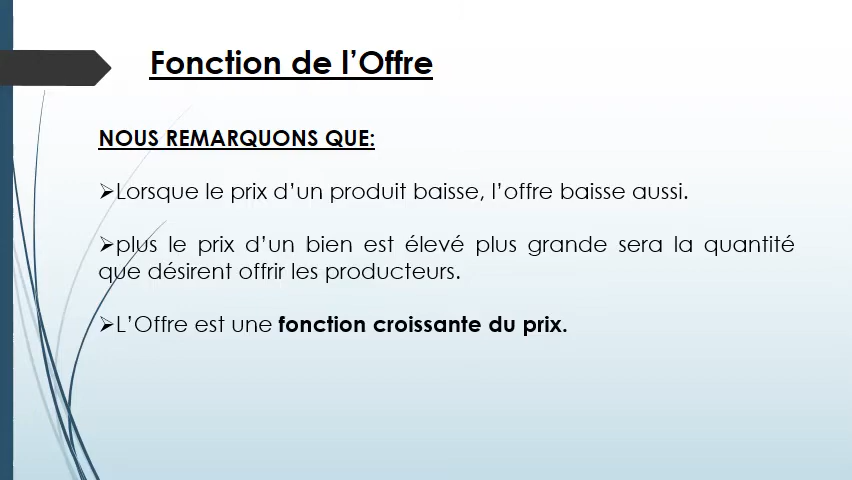 Fonction de l’Offre
NOUS REMARQUONS QUE:
➢Lorsque le prix d’un produit baisse, l’offre baisse aussi.
➢plus le prix d’un bien est élevé plus grande sera la quantité
que désirent offrir les producteurs.
➢L’Offre est une fonction croissante du prix.